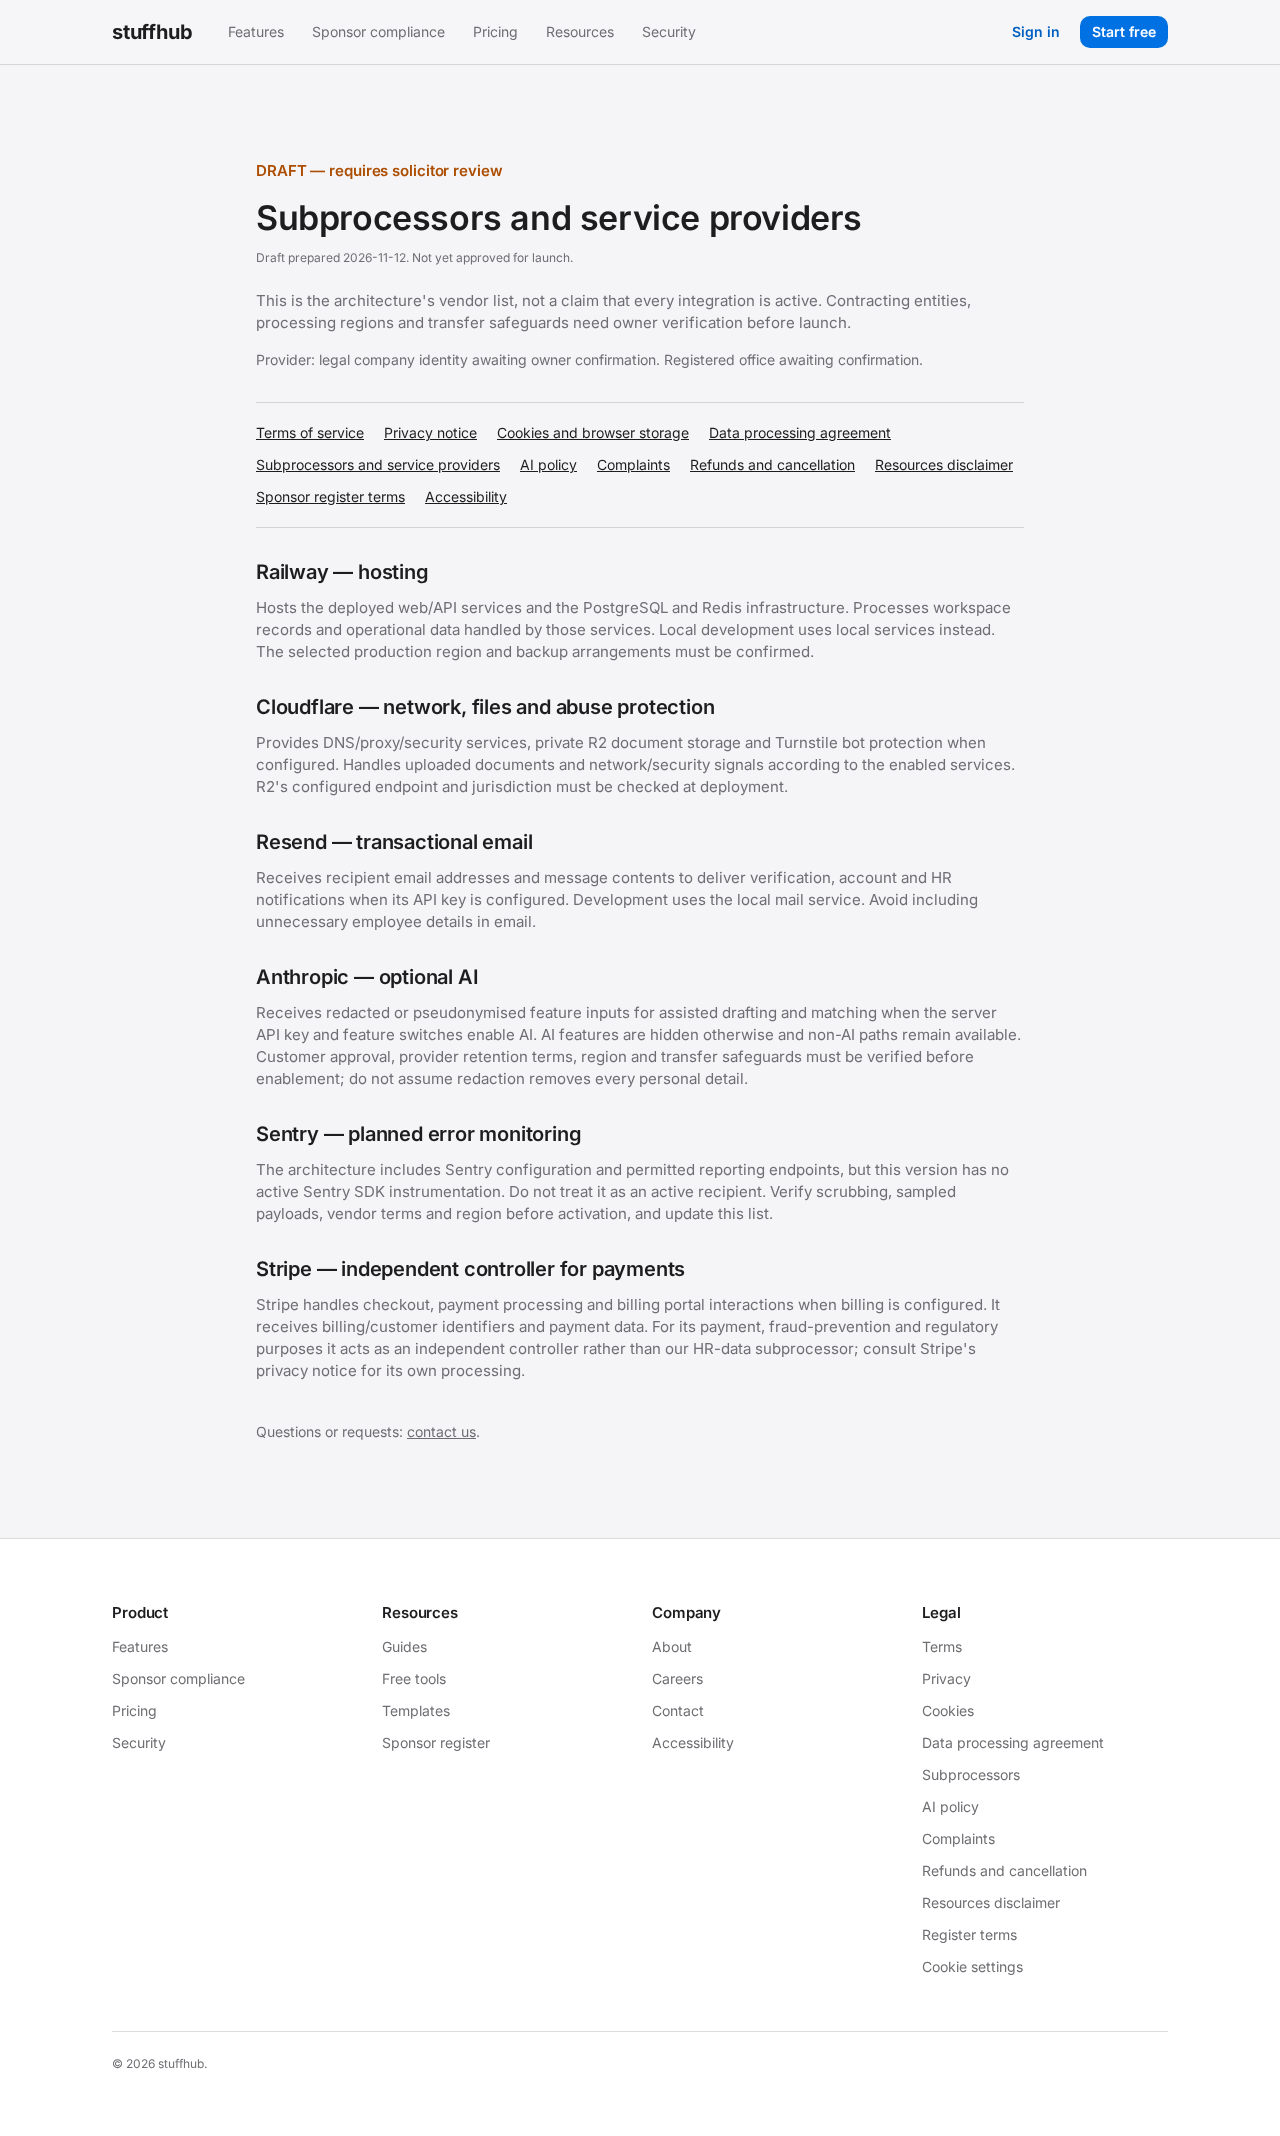 stuffhub Features Sponsor compliance Pricing Resources Security Sign in Start free
DRAFT — requires solicitor review
Subprocessors and service providers
Draft prepared 2026-11-12. Not yet approved for launch.
This is the architecture's vendor list, not a claim that every integration is active. Contracting entities,
processing regions and transfer safeguards need owner verification before launch.
Provider: legal company identity awaiting owner confirmation. Registered office awaiting confirmation.
Terms of service Privacy notice Cookies and browser storage Data processing agreement
Subprocessors and service providers AI policy Complaints Refunds and cancellation Resources disclaimer
Sponsor register terms Accessibility
Railway — hosting
Hosts the deployed web/API services and the PostgreSQL and Redis infrastructure. Processes workspace
records and operational data handled by those services. Local development uses local services instead.
The selected production region and backup arrangements must be confirmed.
Cloudflare — network, files and abuse protection
Provides DNS/proxy/security services, private R2 document storage and Turnstile bot protection when
configured. Handles uploaded documents and network/security signals according to the enabled services.
R2's configured endpoint and jurisdiction must be checked at deployment.
Resend — transactional email
Receives recipient email addresses and message contents to deliver verification, account and HR
notifications when its API key is configured. Development uses the local mail service. Avoid including
unnecessary employee details in email.
Anthropic — optional AI
Receives redacted or pseudonymised feature inputs for assisted drafting and matching when the server
API key and feature switches enable AI. AI features are hidden otherwise and non-AI paths remain available.
Customer approval, provider retention terms, region and transfer safeguards must be verified before
enablement; do not assume redaction removes every personal detail.
Sentry — planned error monitoring
The architecture includes Sentry configuration and permitted reporting endpoints, but this version has no
active Sentry SDK instrumentation. Do not treat it as an active recipient. Verify scrubbing, sampled
payloads, vendor terms and region before activation, and update this list.
Stripe — independent controller for payments
Stripe handles checkout, payment processing and billing portal interactions when billing is configured. It
receives billing/customer identifiers and payment data. For its payment, fraud-prevention and regulatory
purposes it acts as an independent controller rather than our HR-data subprocessor; consult Stripe's
privacy notice for its own processing.
Questions or requests: contact us.
Product
Features
Sponsor compliance
Pricing
Security
Resources
Guides
Free tools
Templates
Sponsor register
Company
About
Careers
Contact
Accessibility
Legal
Terms
Privacy
Cookies
Data processing agreement
Subprocessors
AI policy
Complaints
Refunds and cancellation
Resources disclaimer
Register terms
Cookie settings
© 2026 stuffhub.